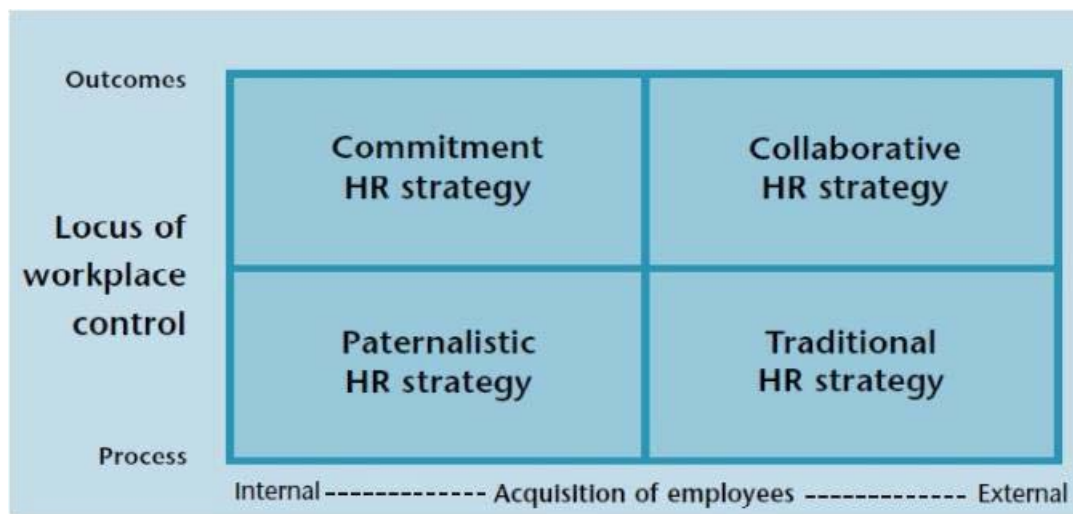 Outcomes
Commitment
HR strategy
Collaborative
HR strategy
Locus of
workplace
control
Paternalistic
HR strategy
Traditional
HR strategy
Process
Internal ------------- Acquisition of employees ------------- External